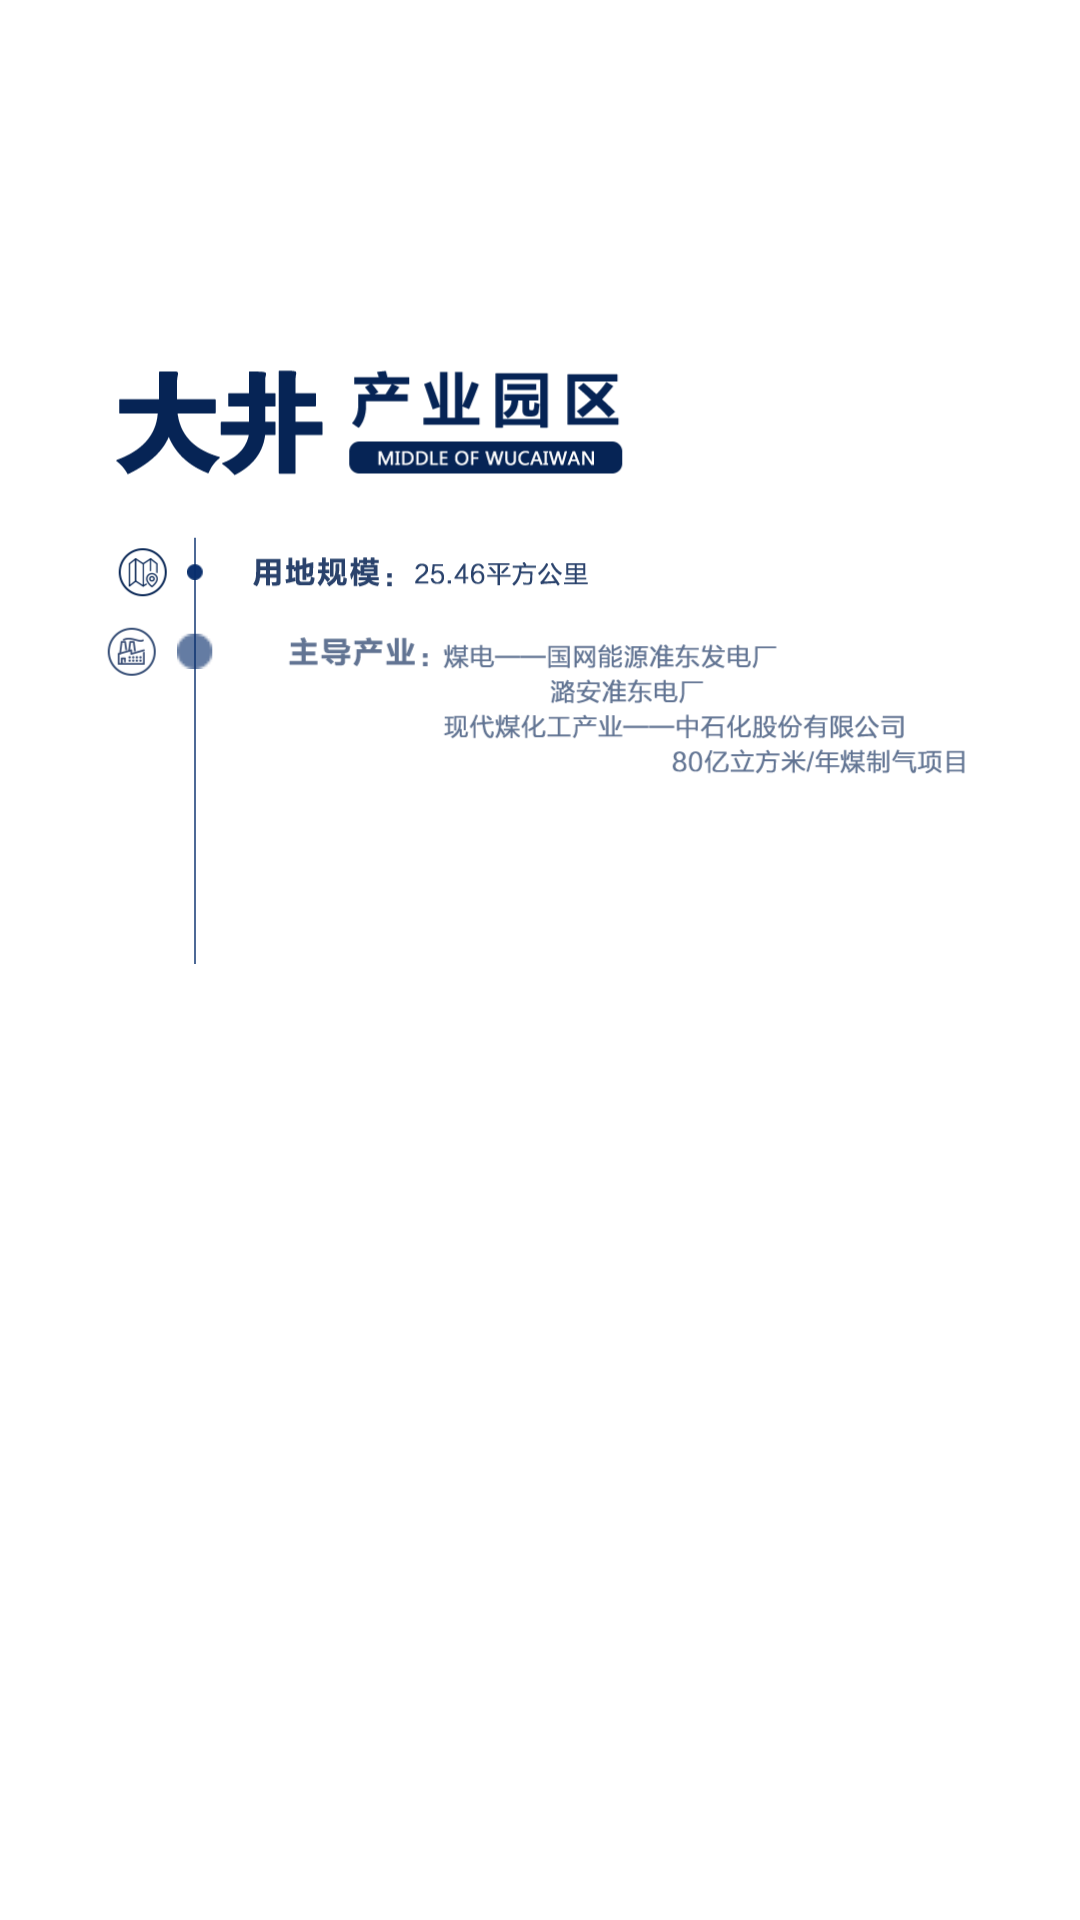 大井 产业园区
MIDDLE OF WUCAIWAN
用地规模：25.46平方公里
主导产业：煤电——国网能源准东发电厂
潞安准东电厂
现代煤化工产业——中石化股份有限公司
80亿立方米/年煤制气项目